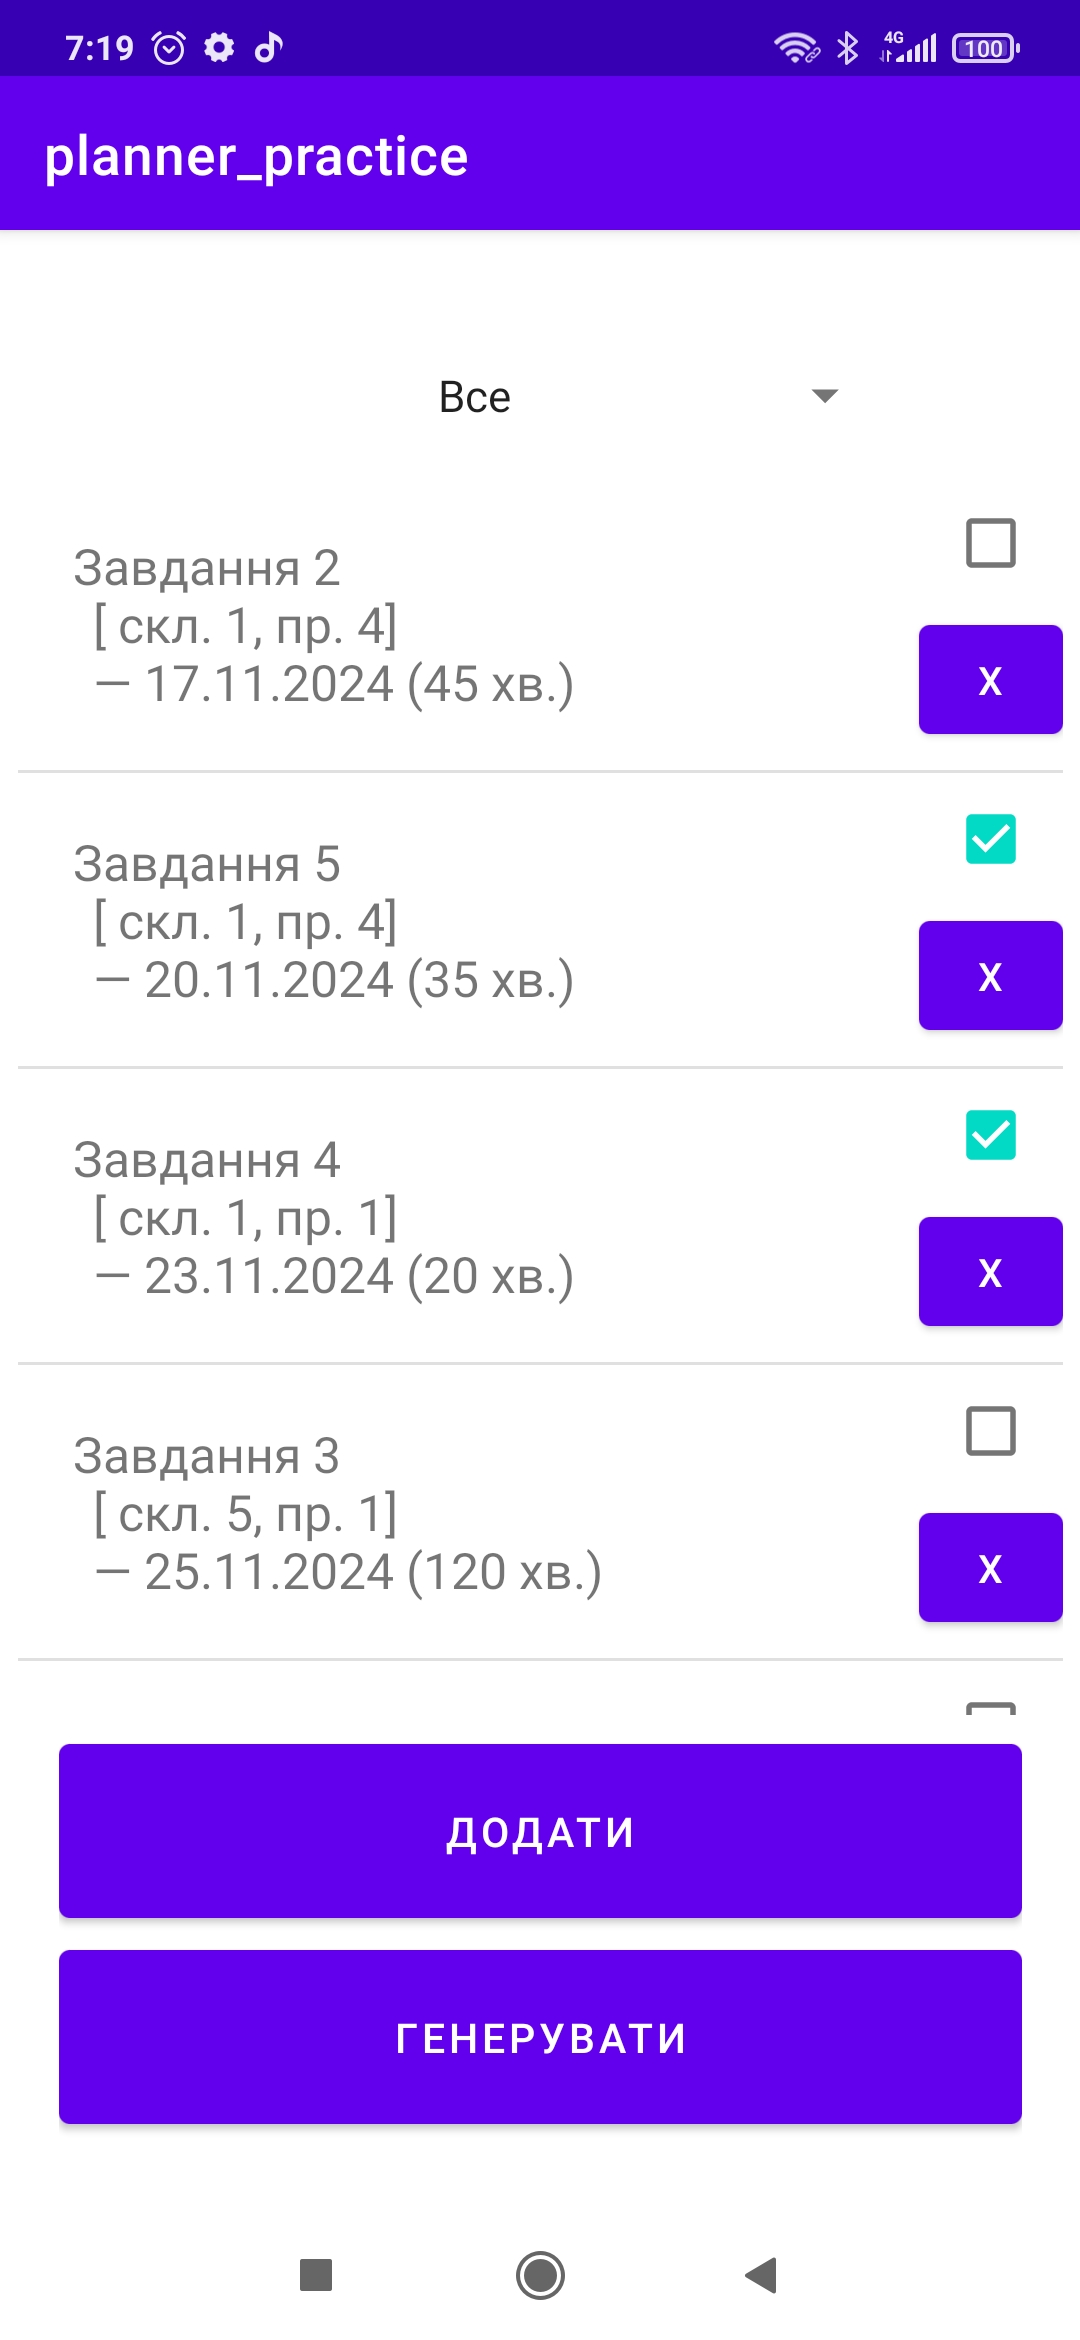 7:19
4G
100
planner_practice
Все
Завдання 2
[ скл. 1, пр. 4]
— 17.11.2024 (45 хв.)
X
Завдання 5
[ скл. 1, пр. 4]
— 20.11.2024 (35 хв.)
X
Завдання 4
[ скл. 1, пр. 1]
— 23.11.2024 (20 хв.)
X
Завдання 3
[ скл. 5, пр. 1]
— 25.11.2024 (120 хв.)
X
ДОДАТИ
ГЕНЕРУВАТИ